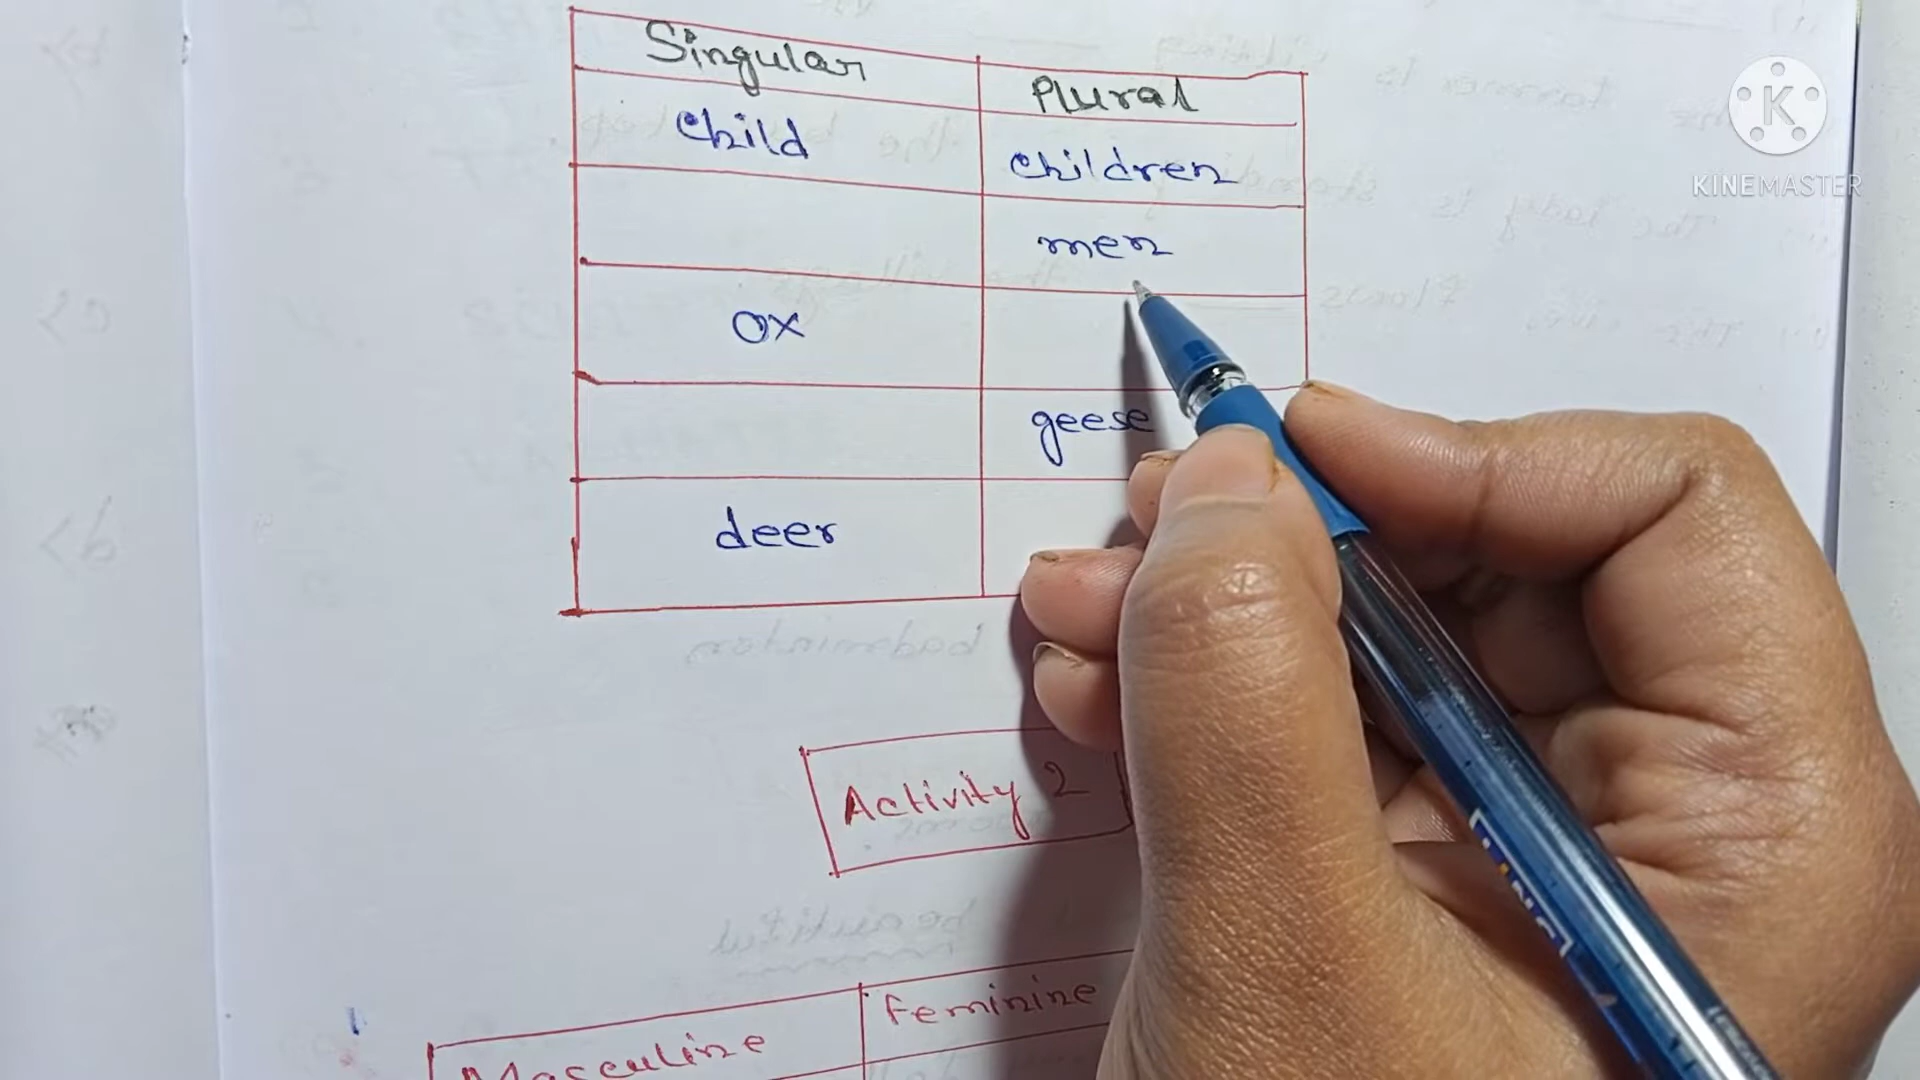 Singular Plural
Child Children
men
ox
geese
deer
Activity 2
Masculine Feminine
K
KINEMASTER